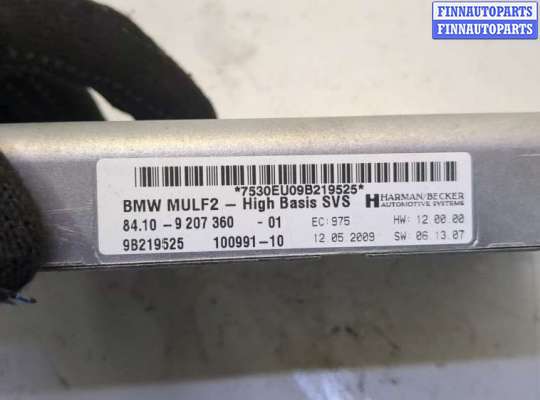 FINNAUTOPARTS
FINNAUTOPARTS
*7530EU09B219525*
BMW MULF2 - High Basis SVS
HARMAN/BECKER
AUTOMOTIVE SYSTEMS
84.10-9 207 360 -01 EC: 975 HW: 12.00.00
9B219525 100991-10 12.05.2009 SW: 06.13.07